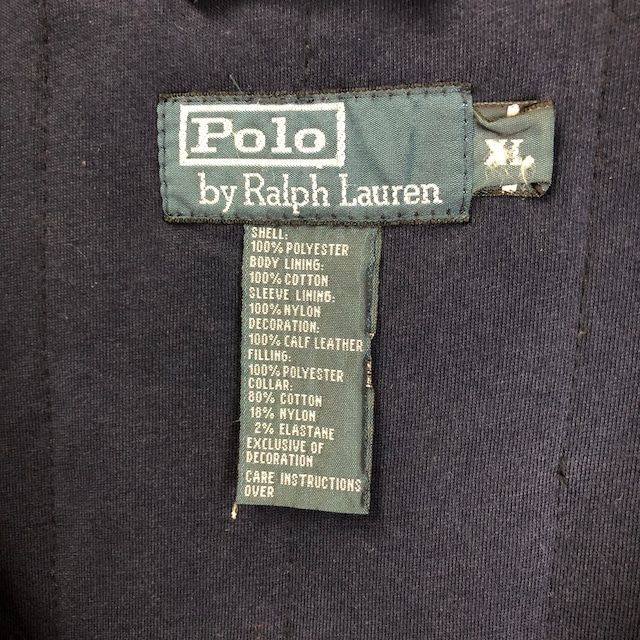 Polo
by Ralph Lauren
XL
SHELL:
100% POLYESTER
BODY LINING:
100% COTTON
SLEEVE LINING:
100% NYLON
DECORATION:
100% CALF LEATHER
FILLING:
100% POLYESTER
COLLAR:
80% COTTON
18% NYLON
2% ELASTANE
EXCLUSIVE OF
DECORATION
CARE INSTRUCTIONS
OVER